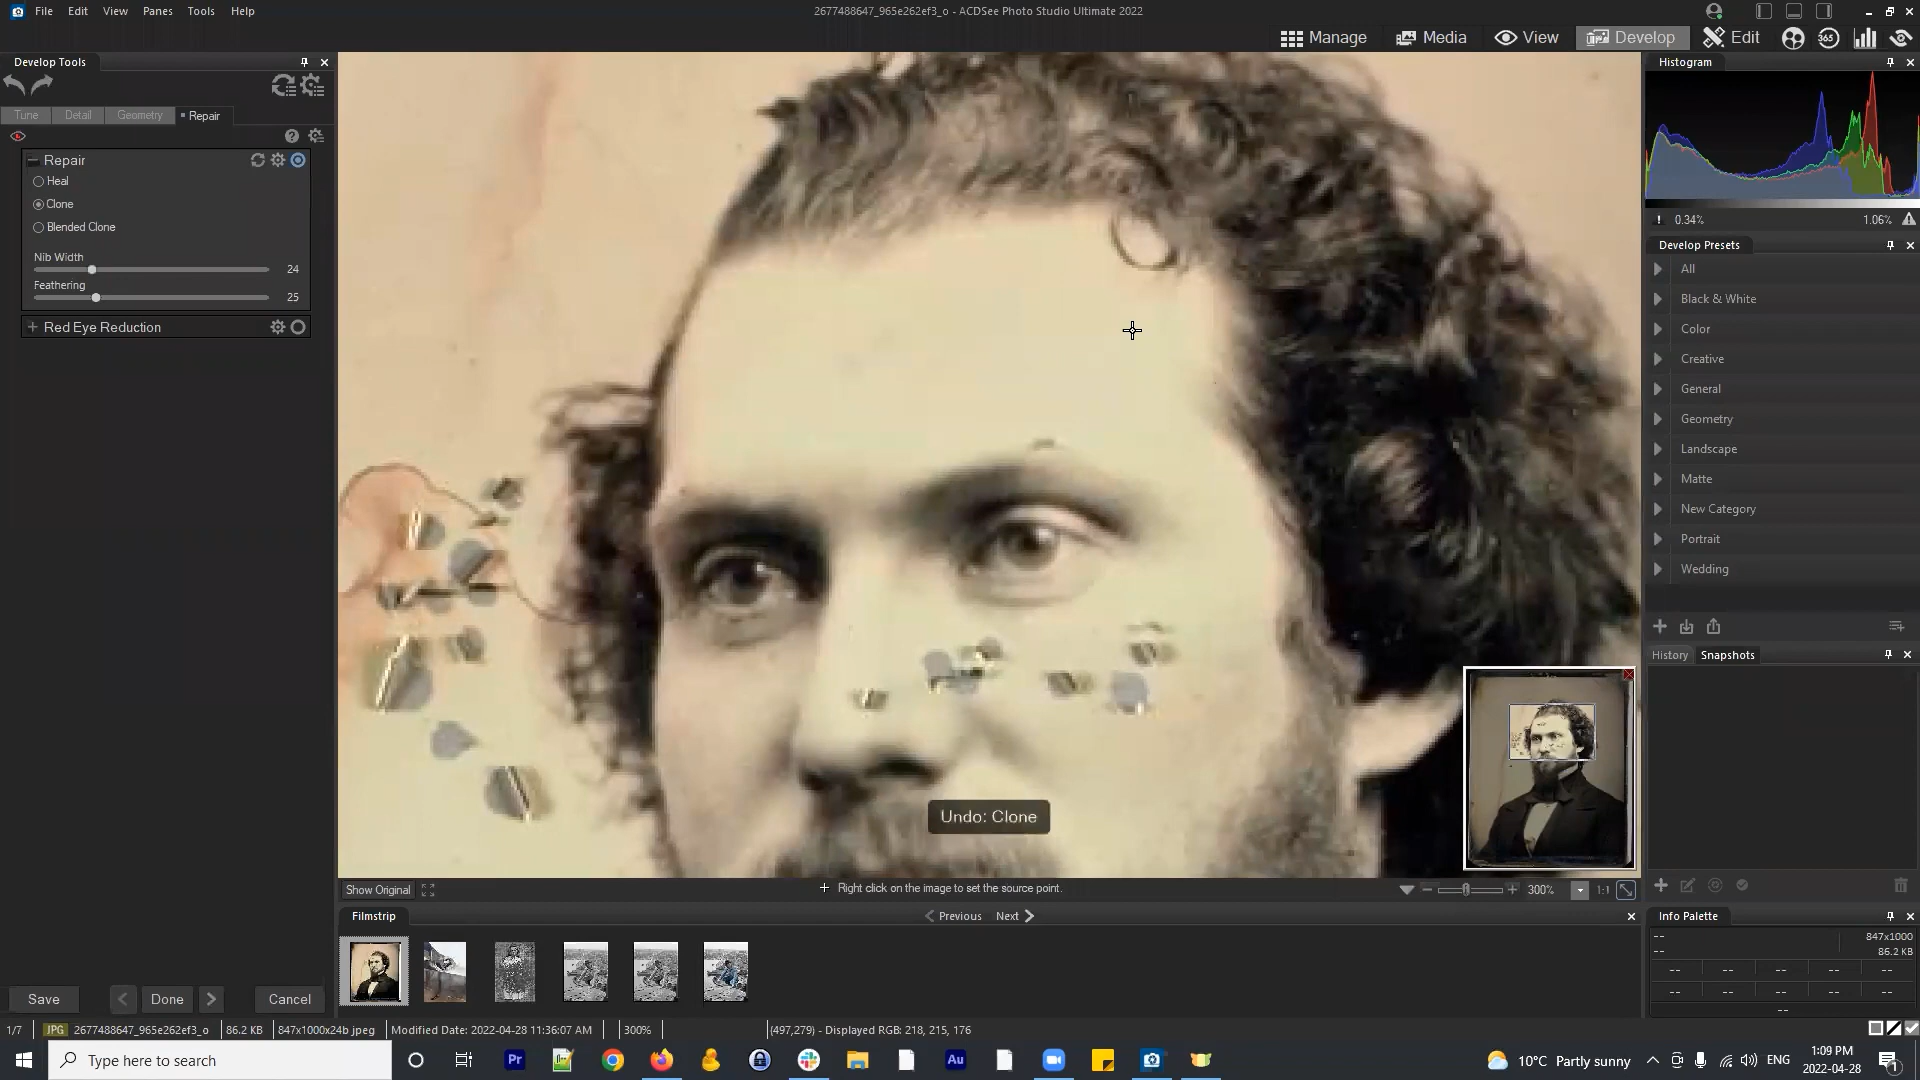 File Edit View Panes Tools Help
2677488647_965e262ef3_o - ACDSee Photo Studio Ultimate 2022
Manage Media View Develop Edit 365
Develop Tools
Tune Detail Geometry Repair
Repair
Heal
Clone
Blended Clone
Nib Width
24
Feathering
25
Red Eye Reduction
Undo: Clone
Show Original
Right click on the image to set the source point.
300%
1:1
Histogram
0.34% 1.06%
Develop Presets
All
Black & White
Color
Creative
General
Geometry
Landscape
Matte
New Category
Portrait
Wedding
History Snapshots
Filmstrip
Previous Next
Info Palette
-- 847x1000
-- 86.2 KB
-- -- -- -- --
-- -- -- -- --
--
Save Done Cancel
1/7 JPG 2677488647_965e262ef3_o 86.2 KB 847x1000x24b jpeg Modified Date: 2022-04-28 11:36:07 AM 300% (497,279) - Displayed RGB: 218, 215, 176
Type here to search
Pr
Au
10°C Partly sunny
ENG
1:09 PM
2022-04-28
1